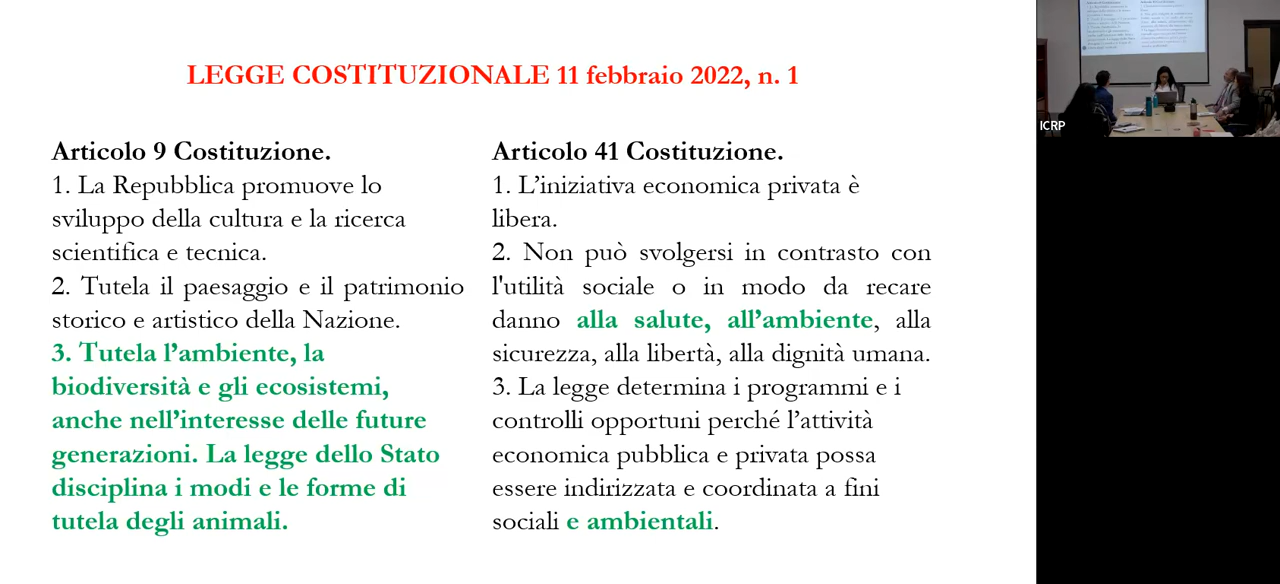 LEGGE COSTITUZIONALE 11 febbraio 2022, n. 1
Articolo 9 Costituzione.
1. La Repubblica promuove lo
sviluppo della cultura e la ricerca
scientifica e tecnica.
2. Tutela il paesaggio e il patrimonio
storico e artistico della Nazione.
3. Tutela l’ambiente, la
biodiversità e gli ecosistemi,
anche nell’interesse delle future
generazioni. La legge dello Stato
disciplina i modi e le forme di
tutela degli animali.
Articolo 41 Costituzione.
1. L’iniziativa economica privata è
libera.
2. Non può svolgersi in contrasto con
l'utilità sociale o in modo da recare
danno alla salute, all’ambiente, alla
sicurezza, alla libertà, alla dignità umana.
3. La legge determina i programmi e i
controlli opportuni perché l’attività
economica pubblica e privata possa
essere indirizzata e coordinata a fini
sociali e ambientali.
ICRP